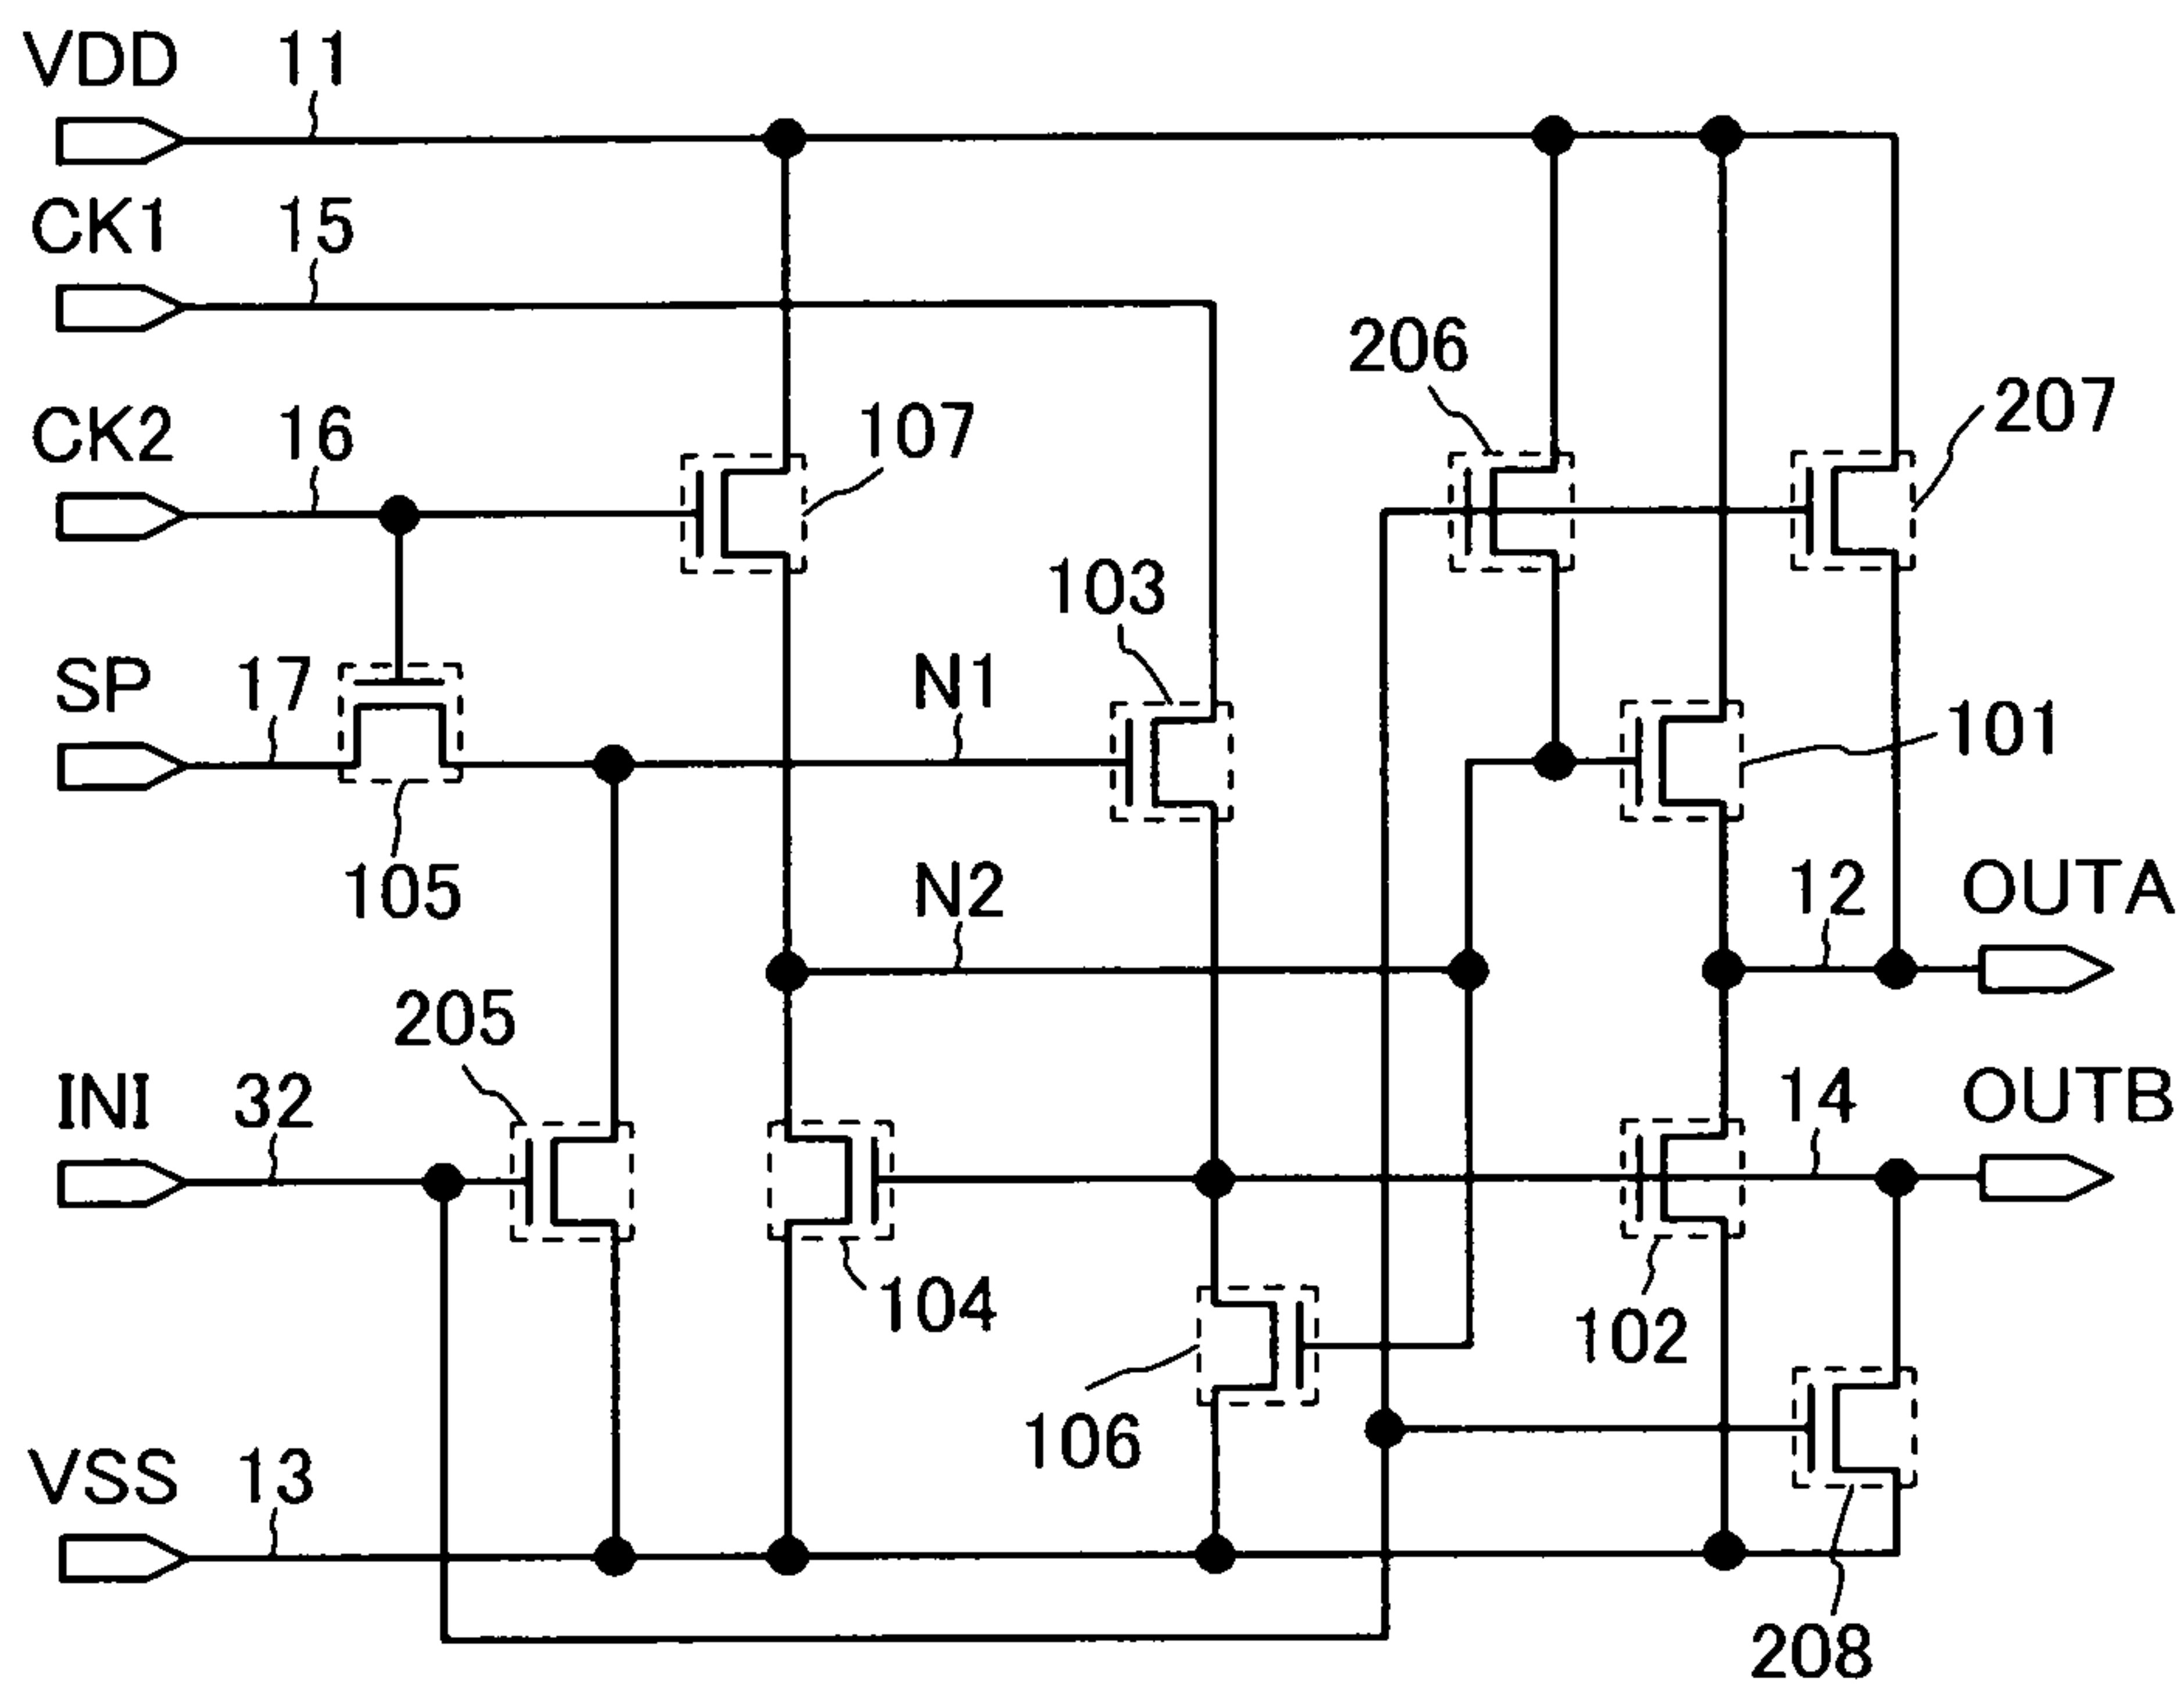 VDD 11
CK1 15
206
207
CK2 16
107
103
SP 17
N1
101
105
N2
12 OUTA
205
INI 32
14 OUTB
104
102
106
VSS 13
208